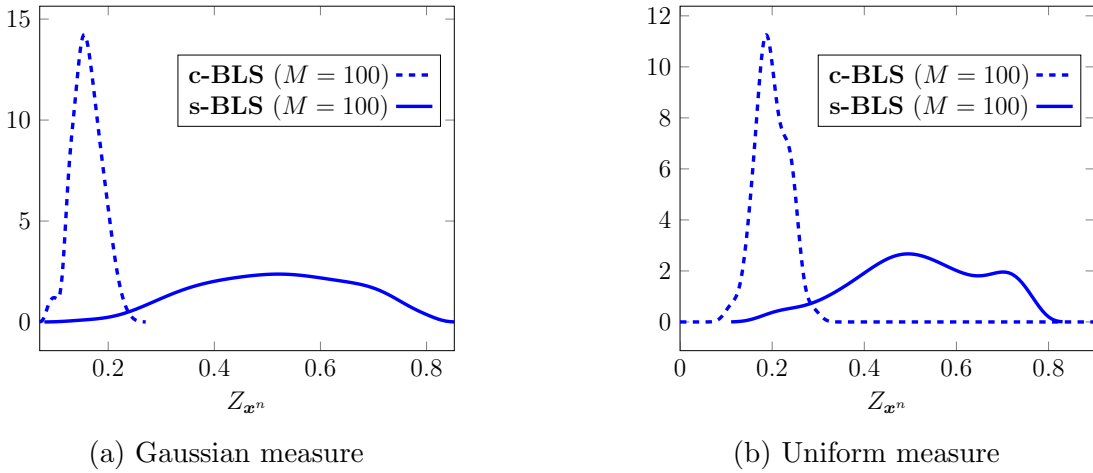 15
10
5
0
c-BLS (M = 100)
s-BLS (M = 100)
0.2 0.4 0.6 0.8
Z_{x^n}
(a) Gaussian measure
12
10
8
6
4
2
0
c-BLS (M = 100)
s-BLS (M = 100)
0 0.2 0.4 0.6 0.8
Z_{x^n}
(b) Uniform measure